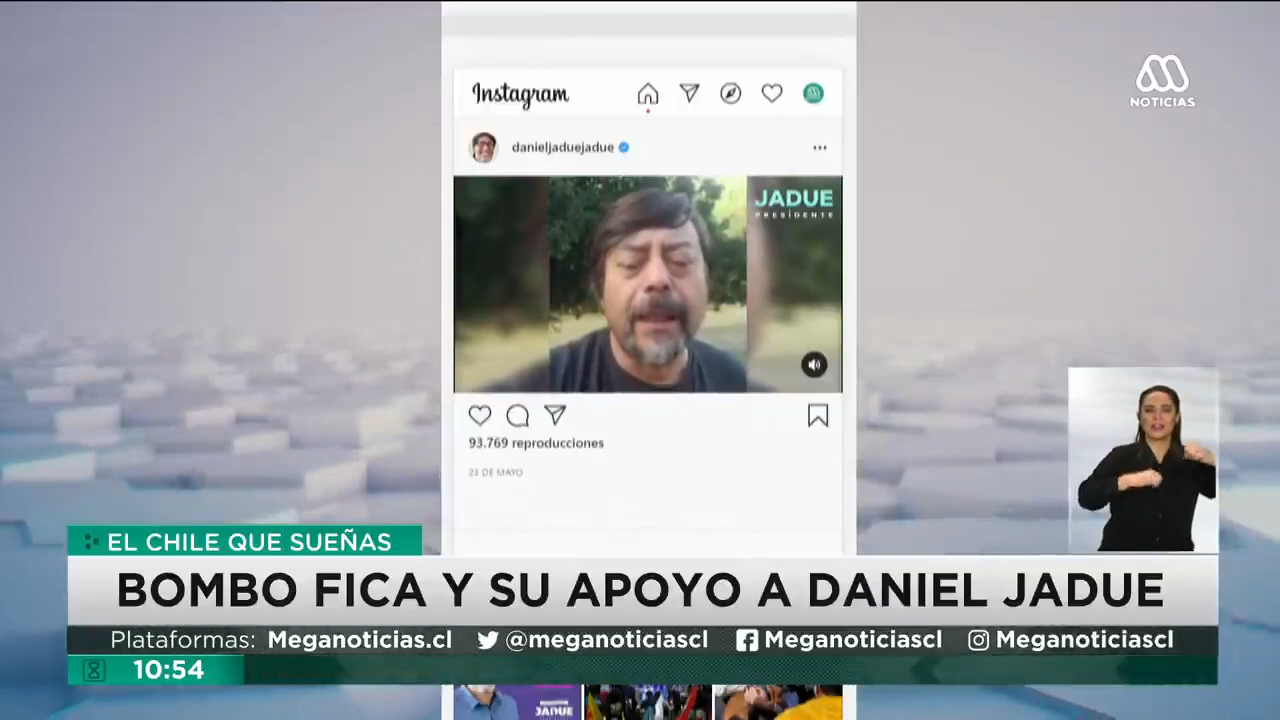 NOTICIAS
Instagram
danieljaduejadue
JADUE
PRESIDENTE
93.769 reproducciones
23 DE MAYO
EL CHILE QUE SUEÑAS
BOMBO FICA Y SU APOYO A DANIEL JADUE
Plataformas: Meganoticias.cl @meganoticiascl Meganoticiascl Meganoticiascl
10:54
JADUE